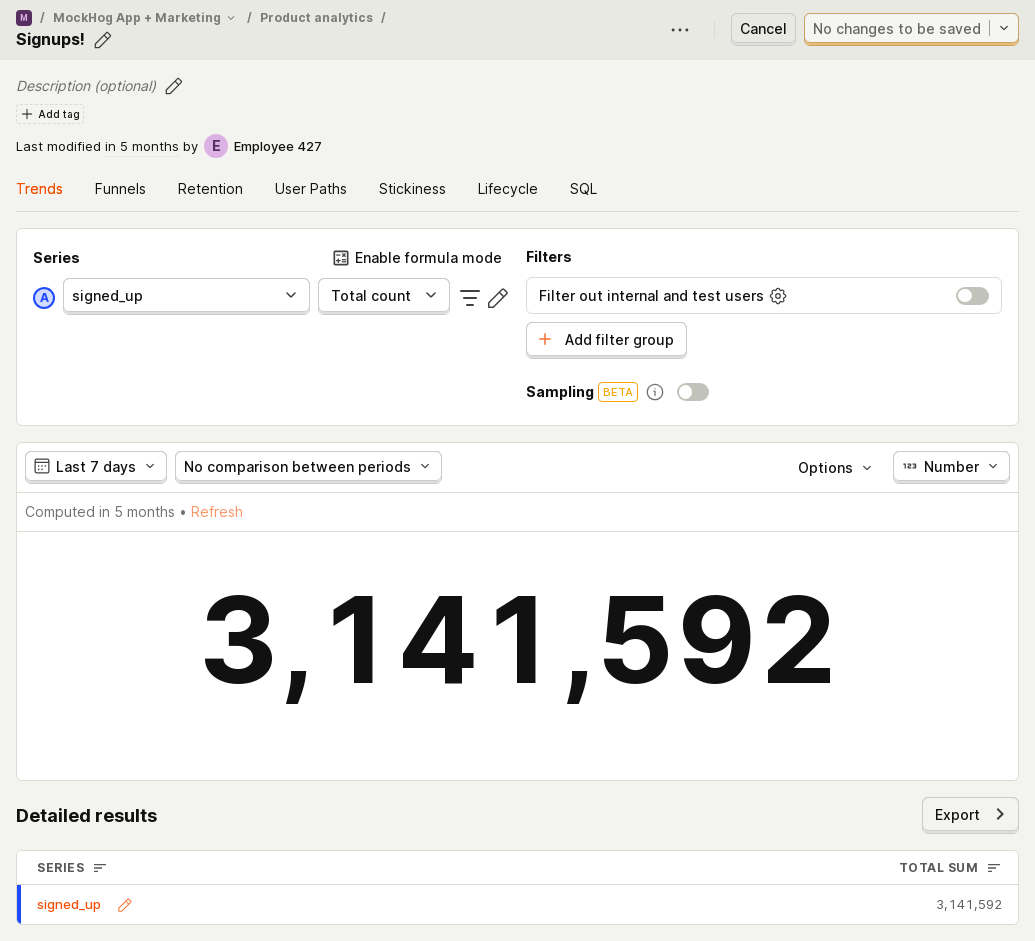 M / MockHog App + Marketing / Product analytics /
Signups!
Cancel
No changes to be saved
Description (optional)
Add tag
Last modified in 5 months by E Employee 427
Trends Funnels Retention User Paths Stickiness Lifecycle SQL
Series
Enable formula mode
A signed_up
Total count
Filters
Filter out internal and test users
Add filter group
Sampling BETA
Last 7 days
No comparison between periods
Options
123 Number
Computed in 5 months • Refresh
3,141,592
Detailed results
Export
SERIES TOTAL SUM
signed_up 3,141,592